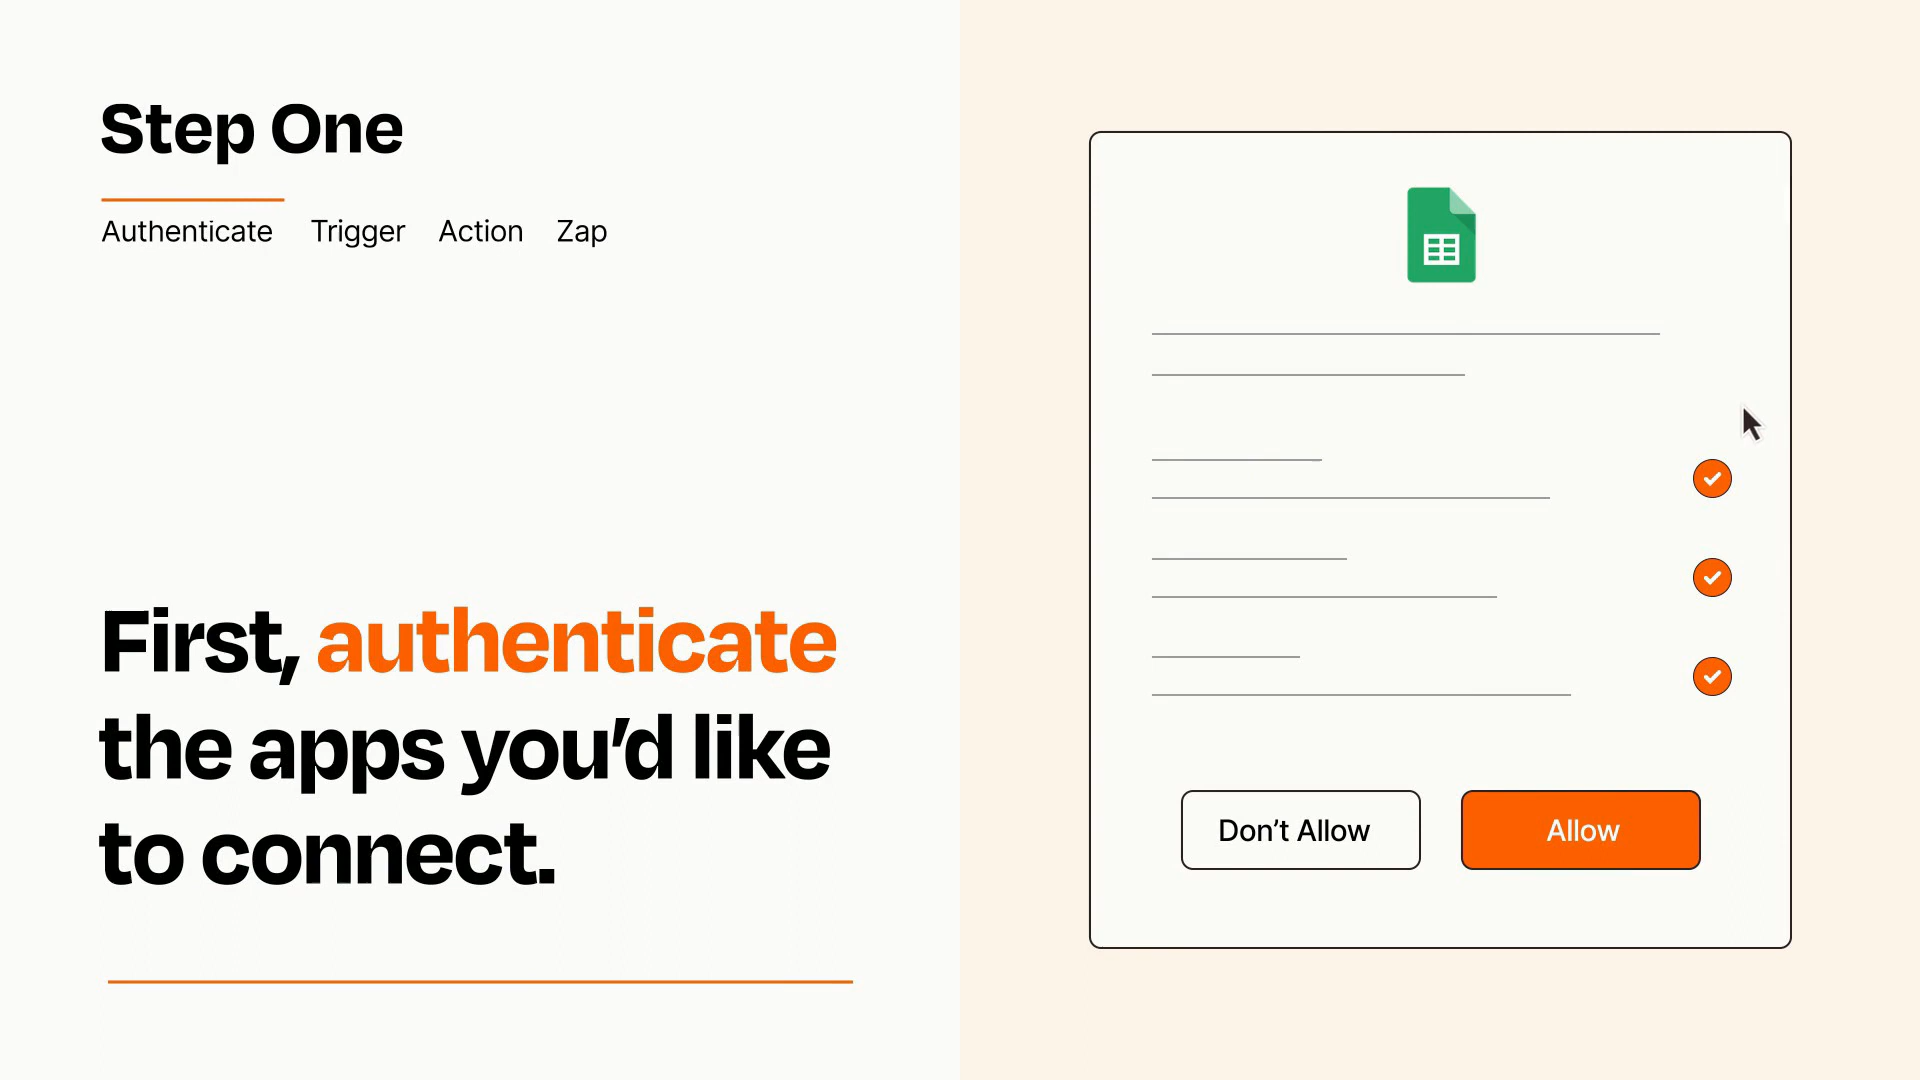 Step One
Authenticate Trigger Action Zap
First, authenticate
the apps you’d like
to connect.
Don’t Allow
Allow